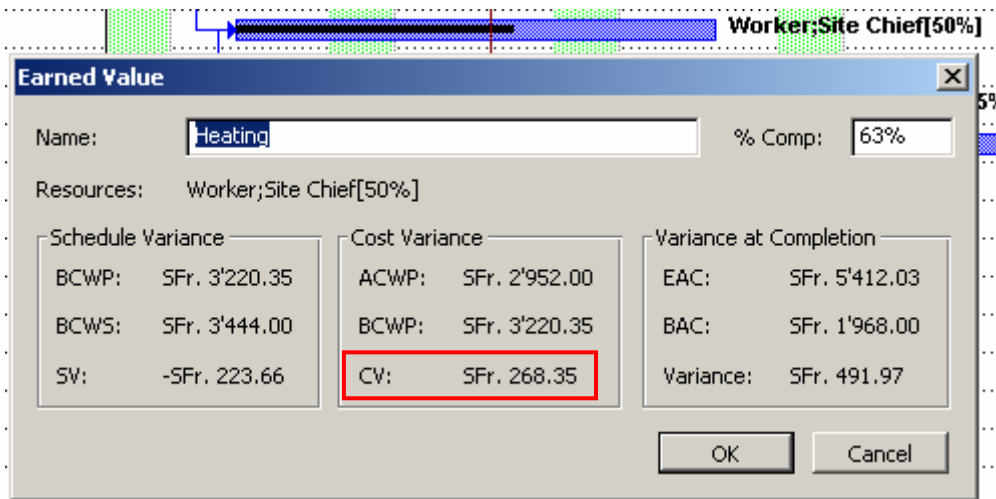 Worker;Site Chief[50%]
Earned Value
5%
Name: Heating % Comp: 63%
Resources: Worker;Site Chief[50%]
Schedule Variance Cost Variance Variance at Completion
BCWP: SFr. 3'220.35 ACWP: SFr. 2'952.00 EAC: SFr. 5'412.03
BCWS: SFr. 3'444.00 BCWP: SFr. 3'220.35 BAC: SFr. 1'968.00
SV: -SFr. 223.66 CV: SFr. 268.35 Variance: SFr. 491.97
OK Cancel